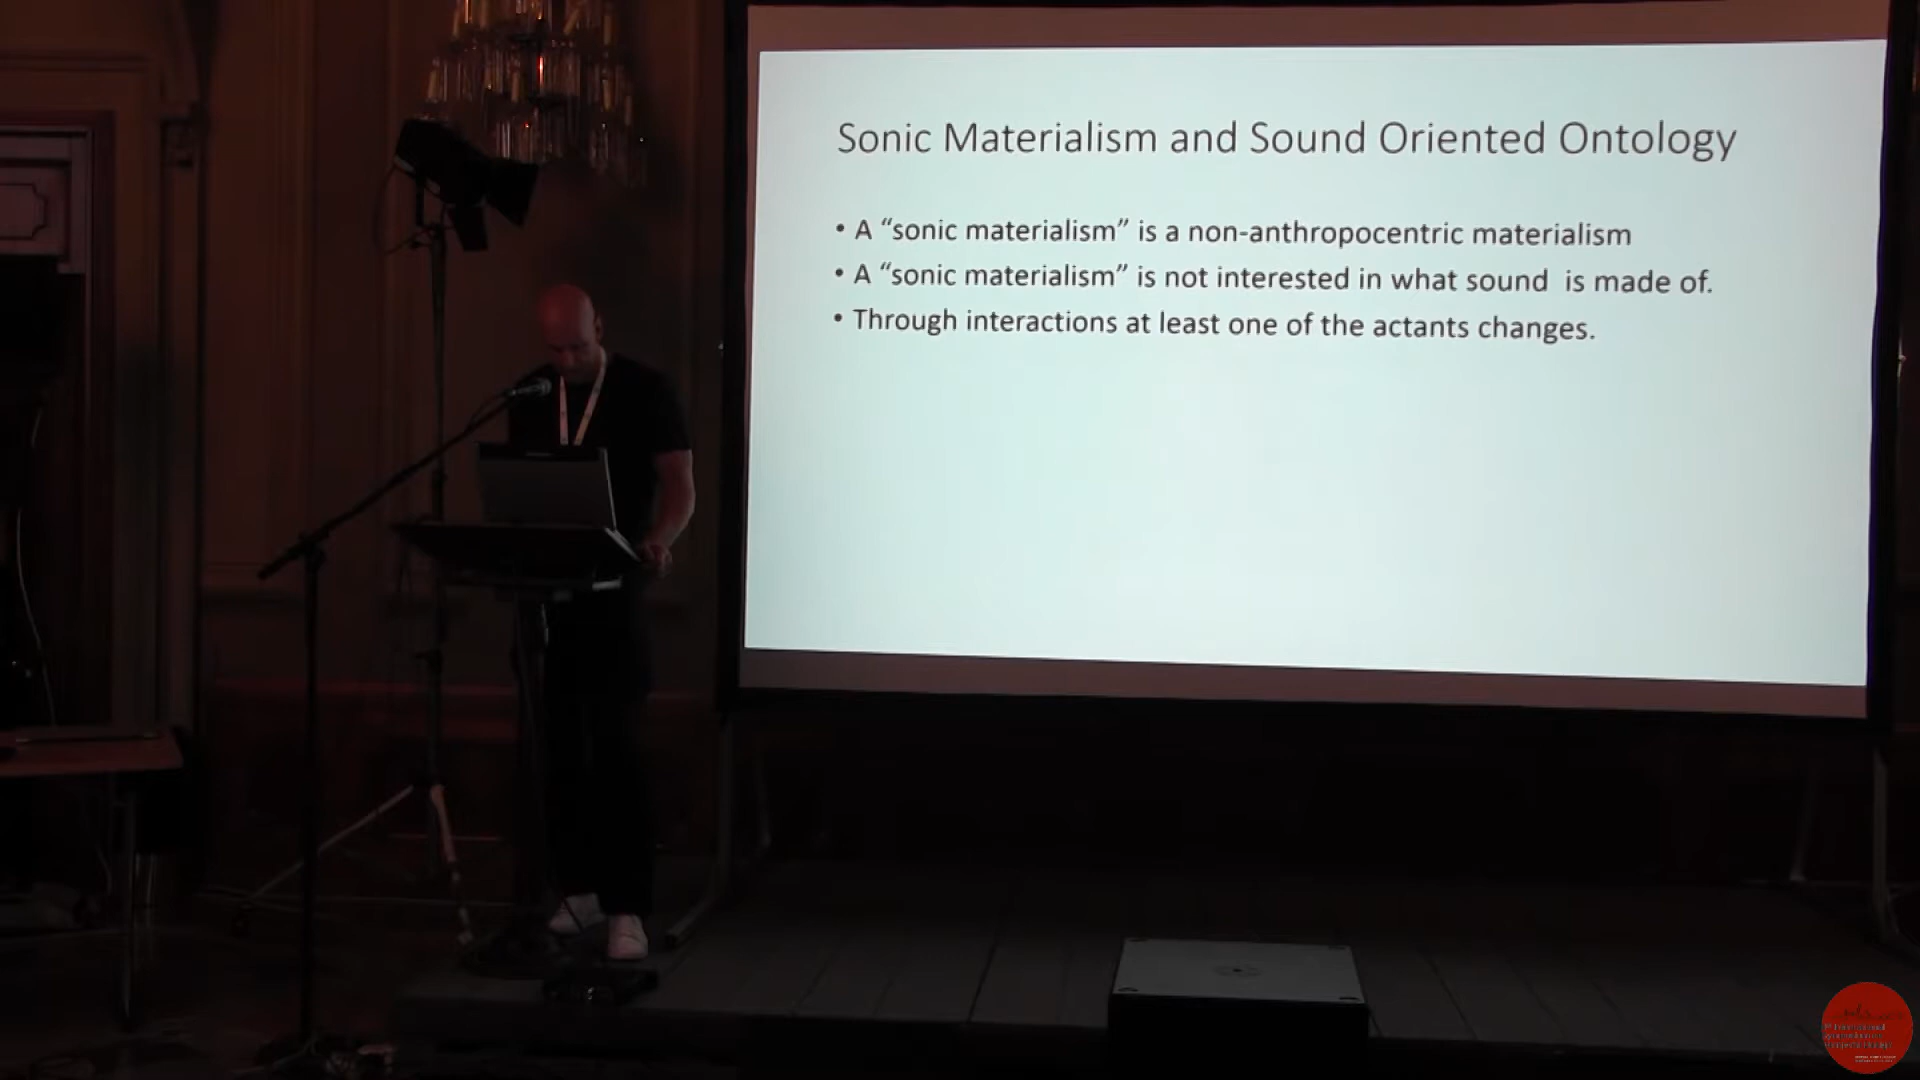 Sonic Materialism and Sound Oriented Ontology
• A “sonic materialism” is a non-anthropocentric materialism
• A “sonic materialism” is not interested in what sound is made of.
• Through interactions at least one of the actants changes.